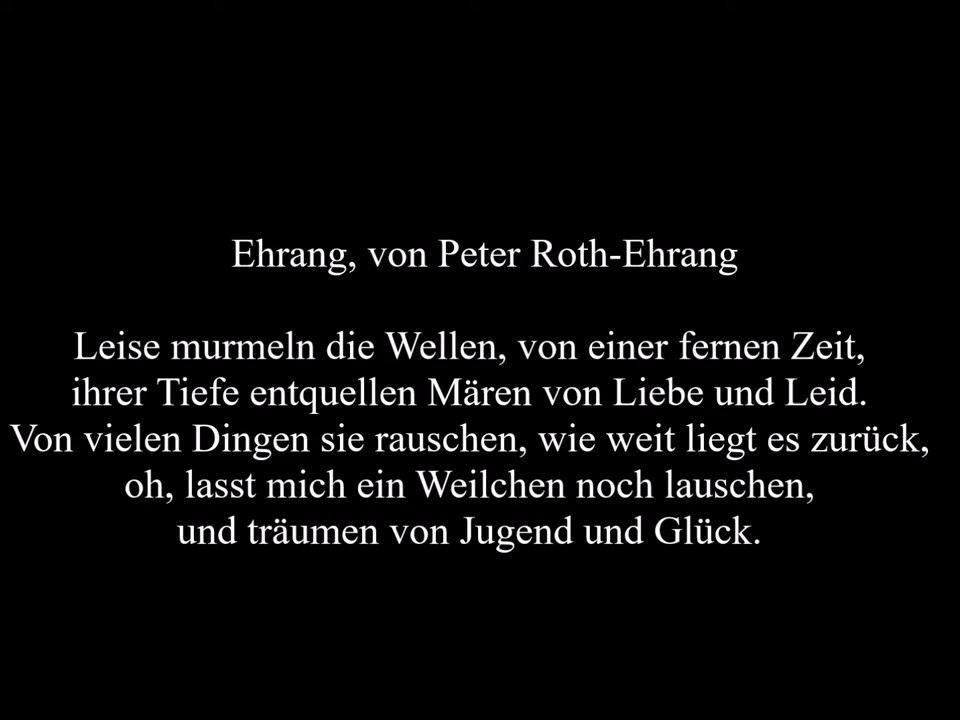 Ehrang, von Peter Roth-Ehrang
Leise murmeln die Wellen, von einer fernen Zeit,
ihrer Tiefe entquellen Mären von Liebe und Leid.
Von vielen Dingen sie rauschen, wie weit liegt es zurück,
oh, lasst mich ein Weilchen noch lauschen,
und träumen von Jugend und Glück.